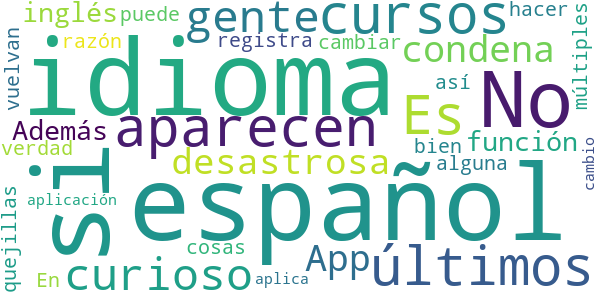 inglés puede gente cursos hacer
razón registra cambiar condena múltiples
vuelvan idioma así
Además aparecen Es No
bien función
verdad desastrosa alguna cambio
si español
aplicación
quejillas cosas
En curioso aplica App últimos